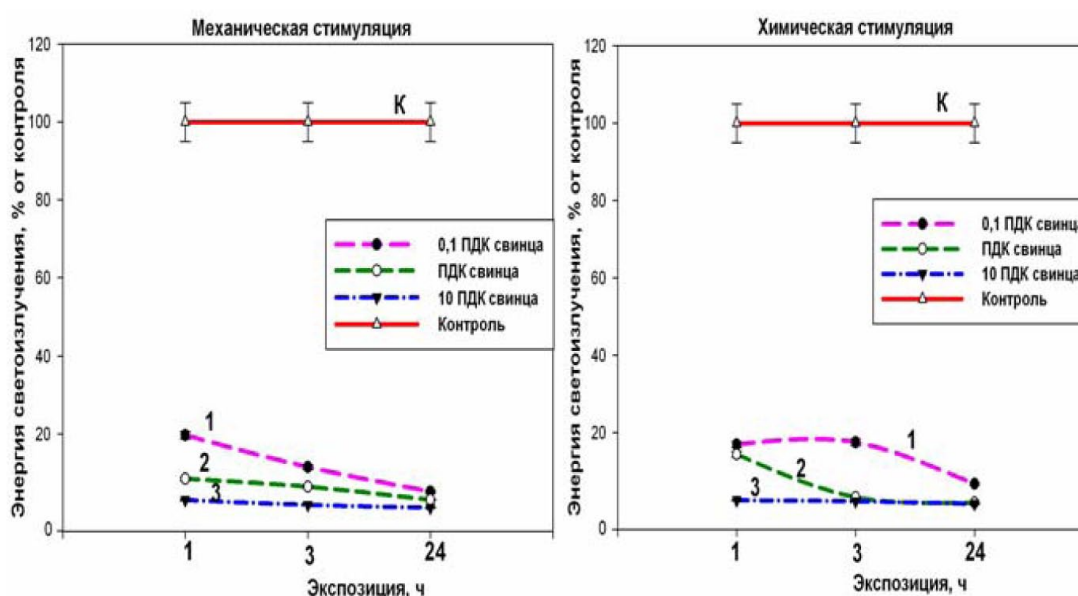 Механическая стимуляция
Энергия светоизлучения, % от контроля
120
100
80
60
40
20
0
К
0,1 ПДК свинца
ПДК свинца
10 ПДК свинца
Контроль
1
2
3
1
3
24
Экспозиция, ч
Химическая стимуляция
Энергия светоизлучения, % от контроля
120
100
80
60
40
20
0
К
0,1 ПДК свинца
ПДК свинца
10 ПДК свинца
Контроль
1
2
3
1
3
24
Экспозиция, ч